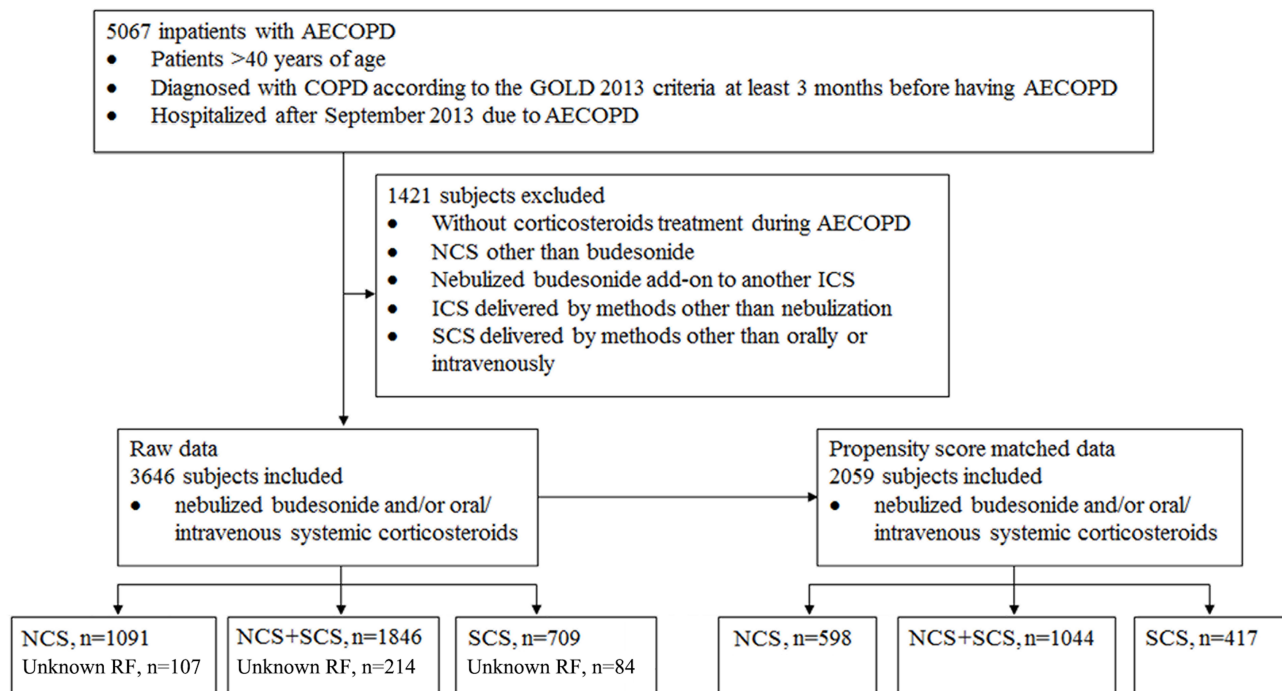 5067 inpatients with AECOPD
● Patients >40 years of age
● Diagnosed with COPD according to the GOLD 2013 criteria at least 3 months before having AECOPD
● Hospitalized after September 2013 due to AECOPD
1421 subjects excluded
● Without corticosteroids treatment during AECOPD
● NCS other than budesonide
● Nebulized budesonide add-on to another ICS
● ICS delivered by methods other than nebulization
● SCS delivered by methods other than orally or
intravenously
Raw data
3646 subjects included
● nebulized budesonide and/or oral/
intravenous systemic corticosteroids
Propensity score matched data
2059 subjects included
● nebulized budesonide and/or oral/
intravenous systemic corticosteroids
NCS, n=1091
Unknown RF, n=107
NCS+SCS, n=1846
Unknown RF, n=214
SCS, n=709
Unknown RF, n=84
NCS, n=598
NCS+SCS, n=1044
SCS, n=417